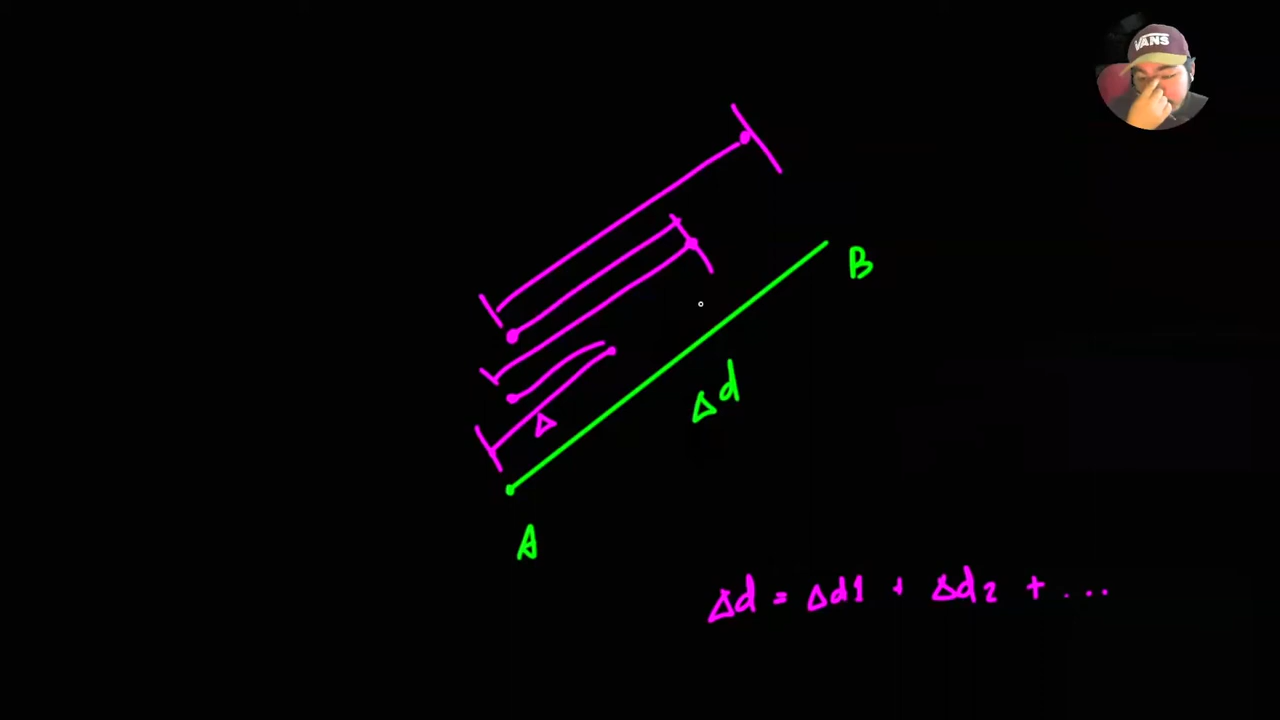 VANS
B
Δd
Δ
A
Δd = Δd1 + Δd2 + ...